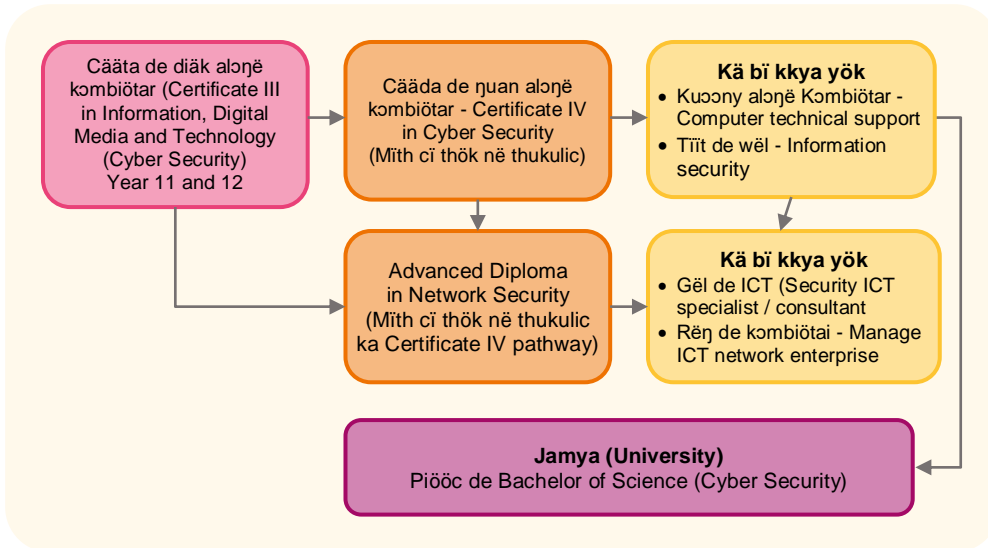 Cääta de diäk alɔŋë
kɔmbiötar (Certificate III
in Information, Digital
Media and Technology
(Cyber Security)
Year 11 and 12
Cääda de ŋuan alɔŋë
kɔmbiötar - Certificate IV
in Cyber Security
(Mïth cï thök në thukulic)
Kä bï kkya yök
• Kuɔɔny alɔŋë Kɔmbiötar -
Computer technical support
• Tïït de wël - Information
security
Advanced Diploma
in Network Security
(Mïth cï thök në thukulic
ka Certificate IV pathway)
Kä bï kkya yök
• Gël de ICT (Security ICT
specialist / consultant
• Rëŋ de kɔmbiötai - Manage
ICT network enterprise
Jamya (University)
Piööc de Bachelor of Science (Cyber Security)